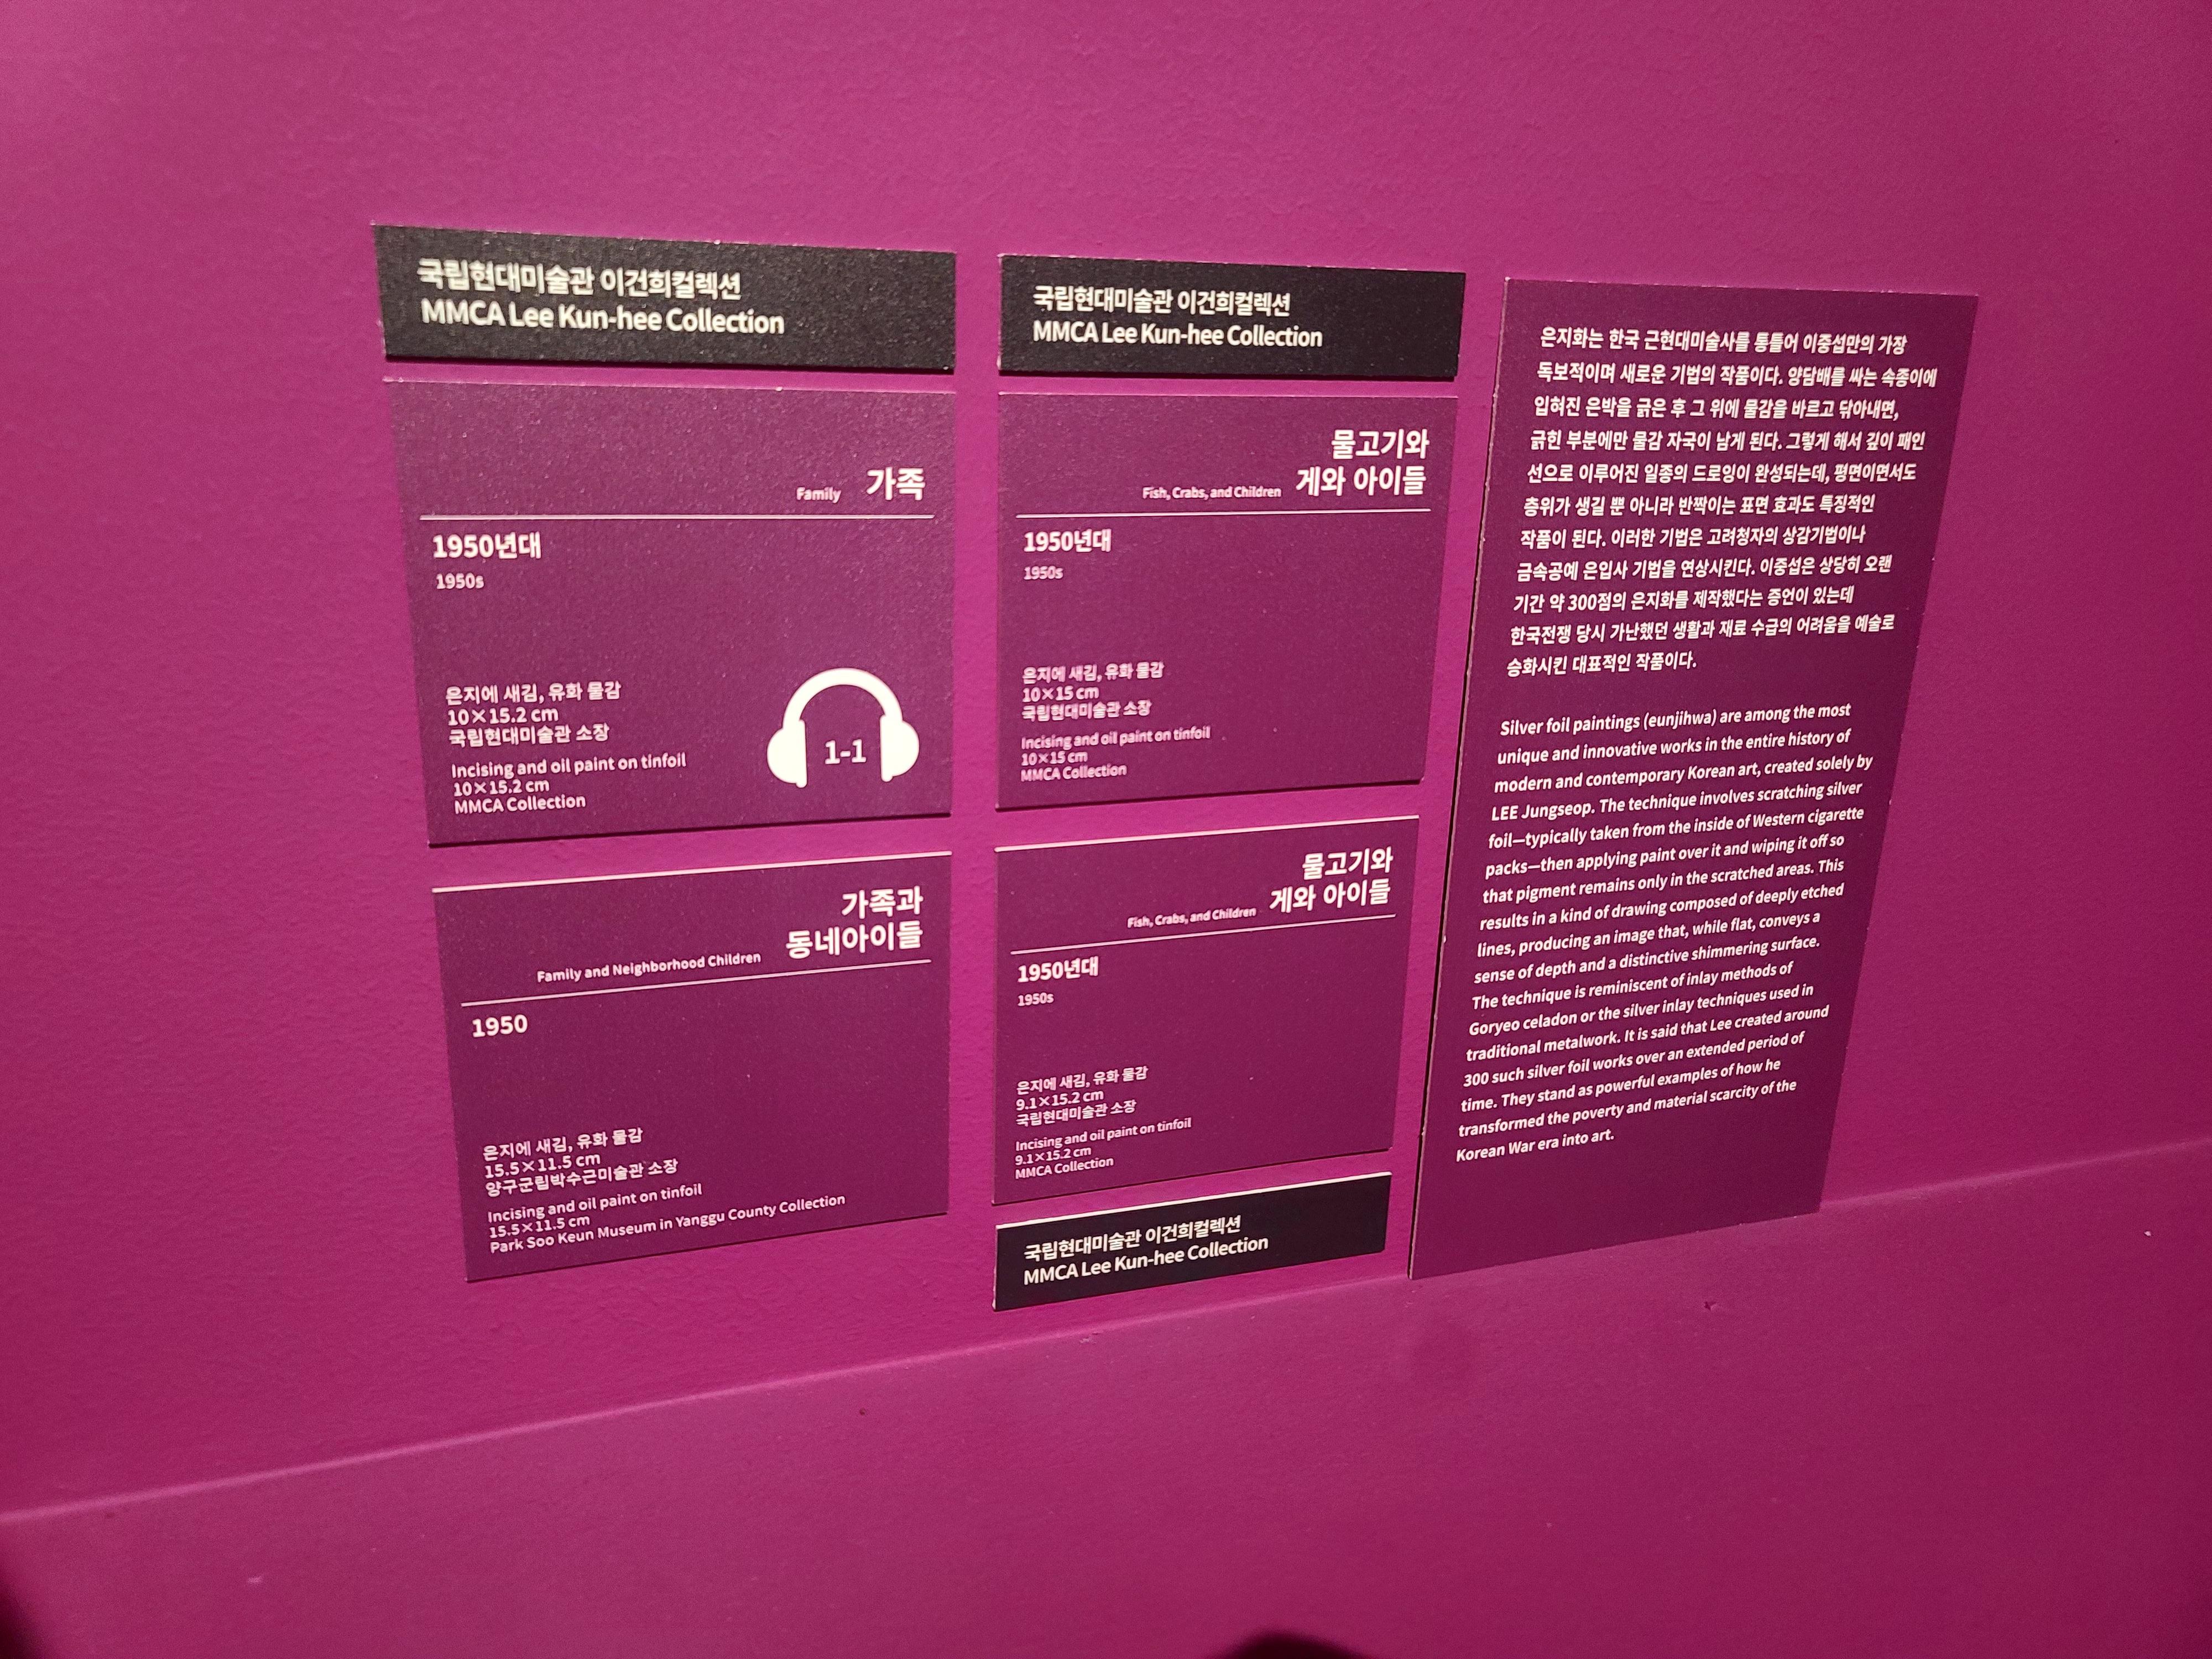 국립현대미술관 이건희컬렉션
MMCA Lee Kun-hee Collection
Family 가족
1950년대
1950s
은지에 새김, 유화 물감
10×15.2 cm
국립현대미술관 소장
Incising and oil paint on tinfoil
10×15.2 cm
MMCA Collection
1-1
가족과
Family and Neighborhood Children 동네아이들
1950
은지에 새김, 유화 물감
15.5×11.5 cm
양구군립박수근미술관 소장
Incising and oil paint on tinfoil
15.5×11.5 cm
Park Soo Keun Museum in Yanggu County Collection
국립현대미술관 이건희컬렉션
MMCA Lee Kun-hee Collection
물고기와
Fish, Crabs, and Children 게와 아이들
1950년대
1950s
은지에 새김, 유화 물감
10×15 cm
국립현대미술관 소장
Incising and oil paint on tinfoil
10×15 cm
MMCA Collection
물고기와
Fish, Crabs, and Children 게와 아이들
1950년대
1950s
은지에 새김, 유화 물감
9.1×15.2 cm
국립현대미술관 소장
Incising and oil paint on tinfoil
9.1×15.2 cm
MMCA Collection
국립현대미술관 이건희컬렉션
MMCA Lee Kun-hee Collection
은지화는 한국 근현대미술사를 통틀어 이중섭만의 가장
독보적이며 새로운 기법의 작품이다. 양담배를 싸는 속종이에
입혀진 은박을 긁은 후 그 위에 물감을 바르고 닦아내면,
긁힌 부분에만 물감 자국이 남게 된다. 그렇게 해서 깊이 패인
선으로 이루어진 일종의 드로잉이 완성되는데, 평면이면서도
층위가 생길 뿐 아니라 반짝이는 표면 효과도 특징적인
작품이 된다. 이러한 기법은 고려청자의 상감기법이나
금속공예 은입사 기법을 연상시킨다. 이중섭은 상당히 오랜
기간 약 300점의 은지화를 제작했다는 증언이 있는데
한국전쟁 당시 가난했던 생활과 재료 수급의 어려움을 예술로
승화시킨 대표적인 작품이다.
Silver foil paintings (eunjihwa) are among the most
unique and innovative works in the entire history of
modern and contemporary Korean art, created solely by
LEE Jungseop. The technique involves scratching silver
foil—typically taken from the inside of Western cigarette
packs—then applying paint over it and wiping it off so
that pigment remains only in the scratched areas. This
results in a kind of drawing composed of deeply etched
lines, producing an image that, while flat, conveys a
sense of depth and a distinctive shimmering surface.
The technique is reminiscent of inlay methods of
Goryeo celadon or the silver inlay techniques used in
traditional metalwork. It is said that Lee created around
300 such silver foil works over an extended period of
time. They stand as powerful examples of how he
transformed the poverty and material scarcity of the
Korean War era into art.